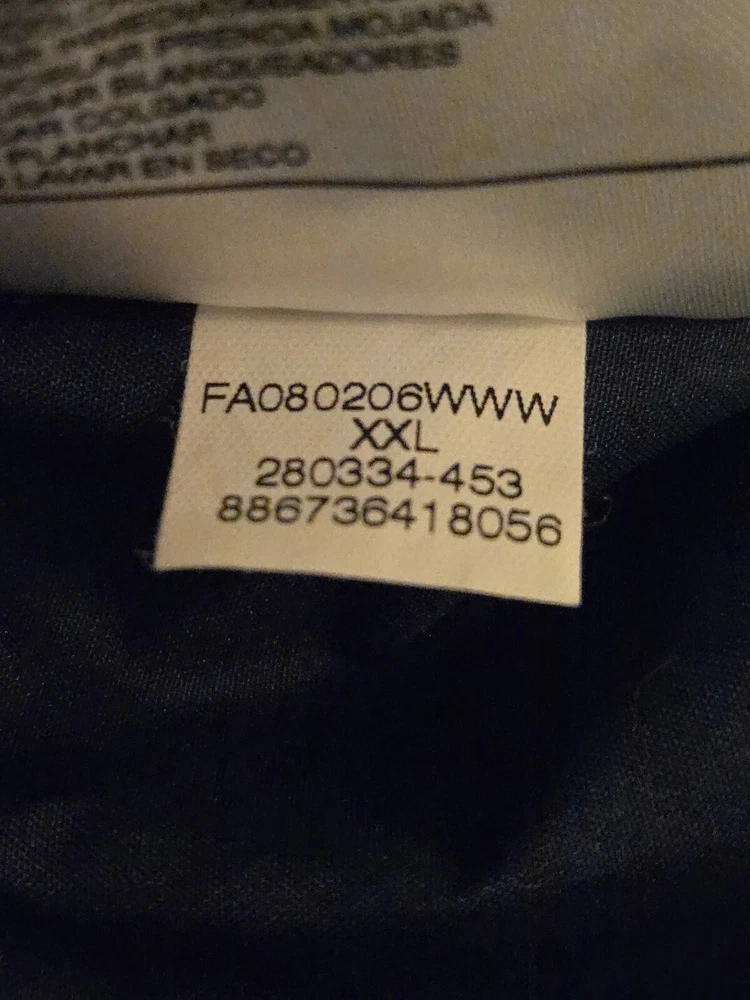 PRENDA MOJADA
BLANQUEADORES
COLGADO
PLANCHAR
LAVAR EN SECO
FA080206WWW
XXL
280334-453
886736418056